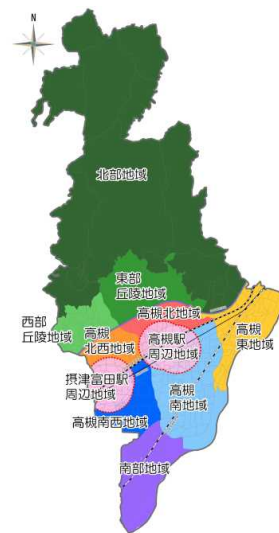 N
北部地域
東部
丘陵地域
西部
丘陵地域
高槻北地域
高槻
北西地域
高槻駅
周辺地域
高槻
東地域
摂津富田駅
周辺地域
高槻
南地域
高槻南西地域
南部地域